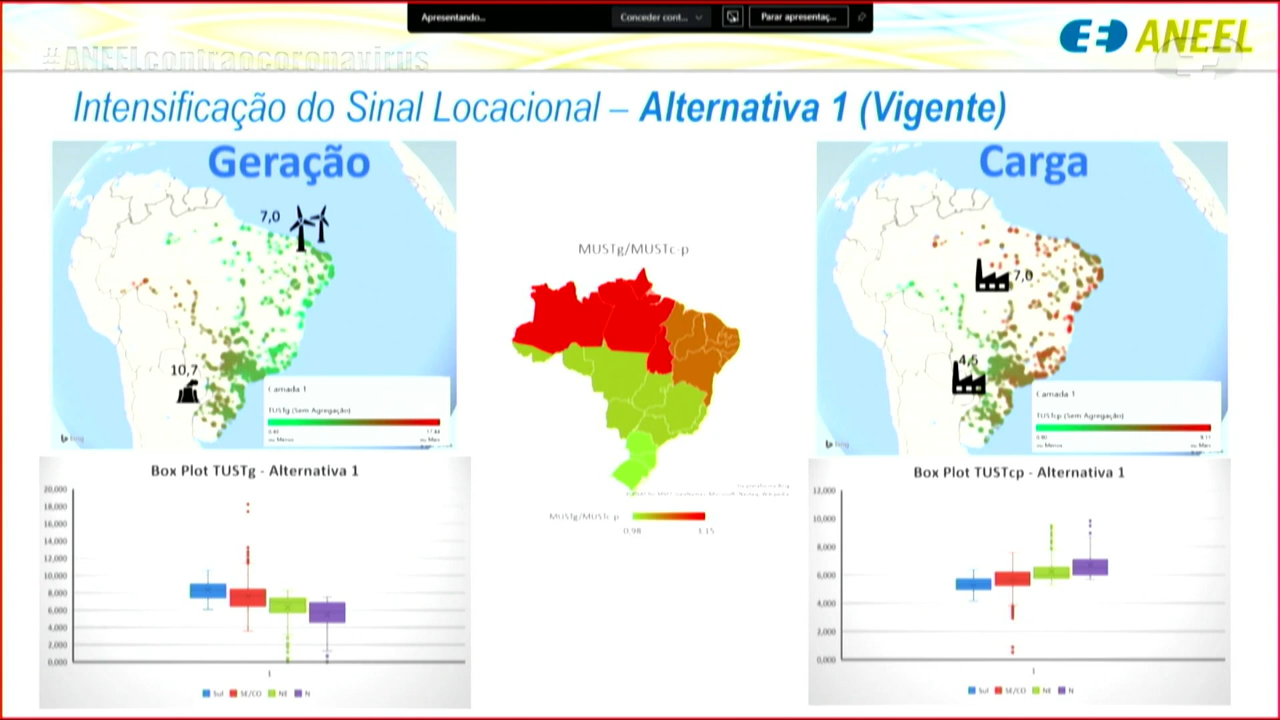 Apresentando...
Conceder cont...
Parar apresentaç...
ANEEL
#ANEELcontraocoronavirus
Intensificação do Sinal Locacional – Alternativa 1 (Vigente)
Geração
7,0
10,7
Camada 1
TUSTg (Sem Agregação)
bing
MUSTg/MUSTc-p
MUSTg/MUSTc-p
0,98
1,15
Carga
7,0
4,5
Camada 1
TUSTcp (Sem Agregação)
bing
Box Plot TUSTg - Alternativa 1
20,000
18,000
16,000
14,000
12,000
10,000
8,000
6,000
4,000
2,000
0,000
1
Sul SE/CO NE N
Box Plot TUSTcp - Alternativa 1
12,000
10,000
8,000
6,000
4,000
2,000
0,000
1
Sul SE/CO NE N